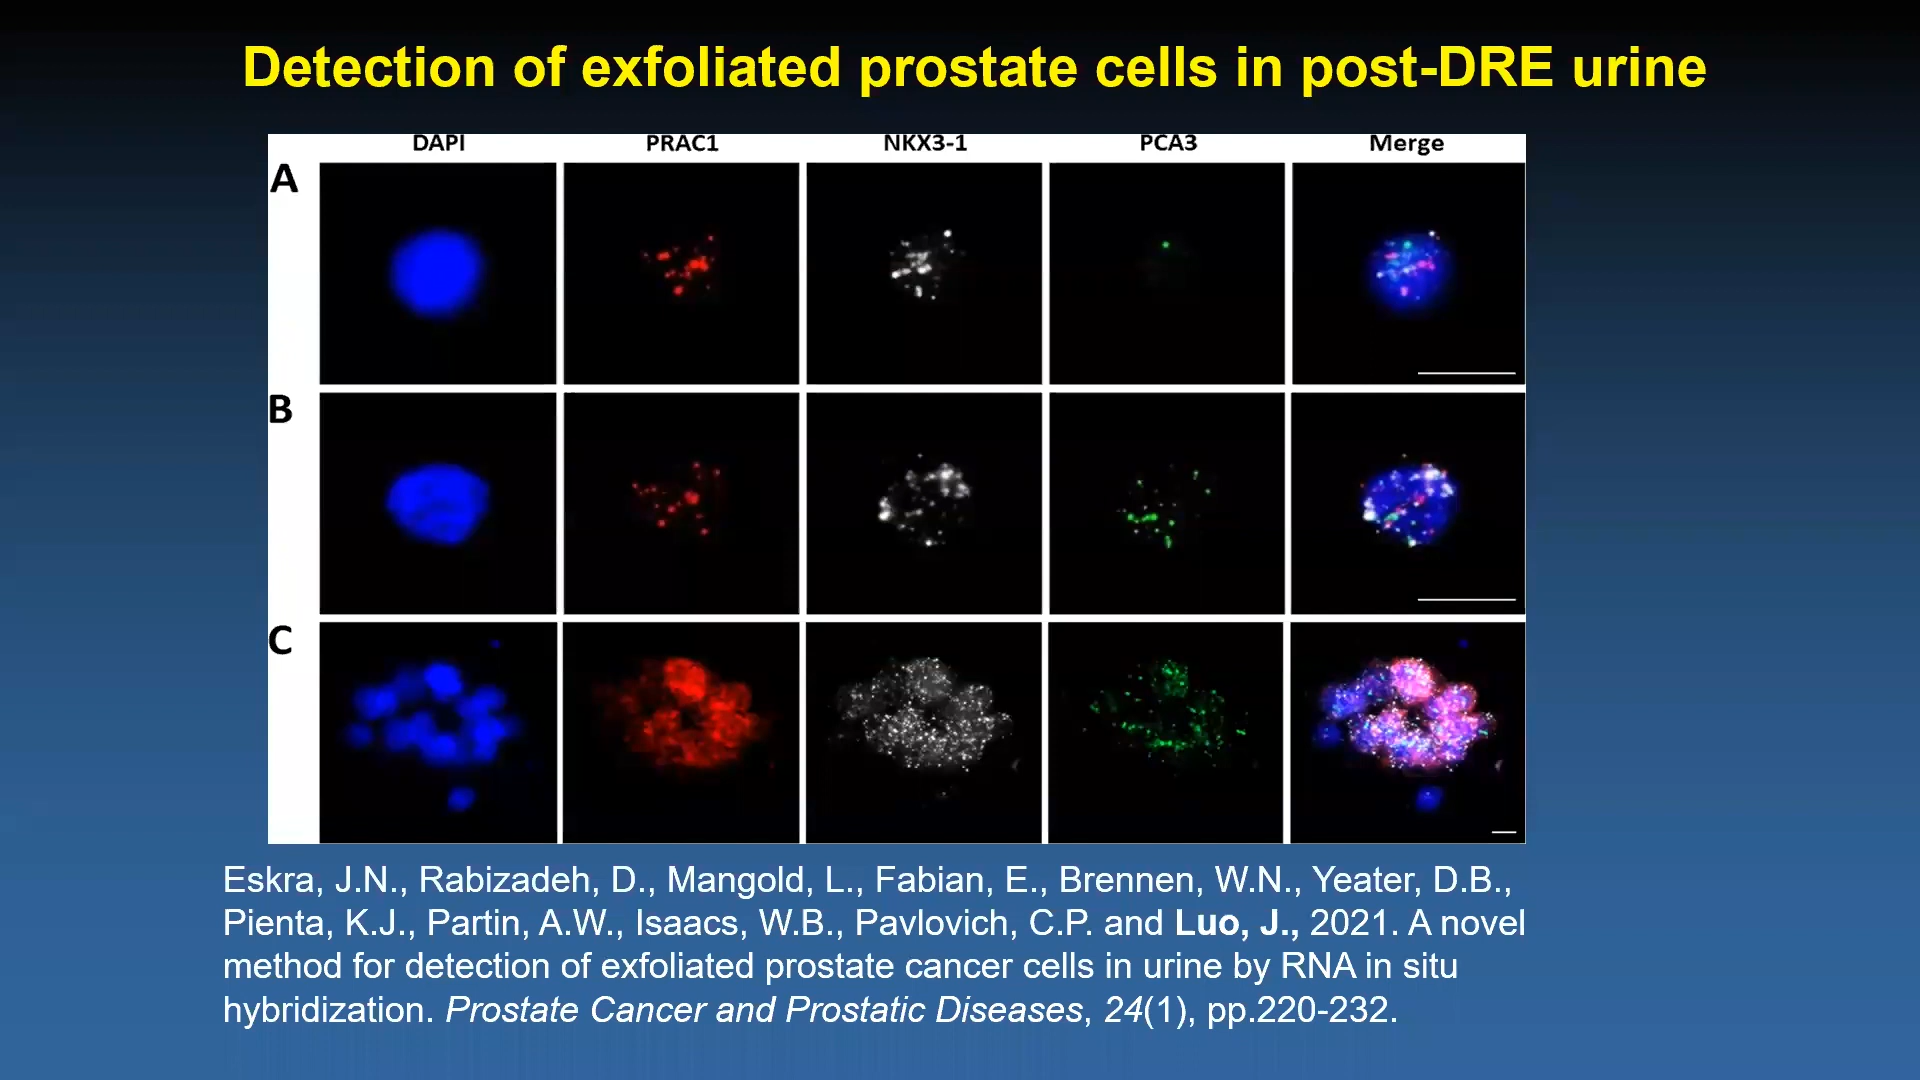 Detection of exfoliated prostate cells in post-DRE urine
DAPI PRAC1 NKX3-1 PCA3 Merge
A
B
C
Eskra, J.N., Rabizadeh, D., Mangold, L., Fabian, E., Brennen, W.N., Yeater, D.B.,
Pienta, K.J., Partin, A.W., Isaacs, W.B., Pavlovich, C.P. and Luo, J., 2021. A novel
method for detection of exfoliated prostate cancer cells in urine by RNA in situ
hybridization. Prostate Cancer and Prostatic Diseases, 24(1), pp.220-232.